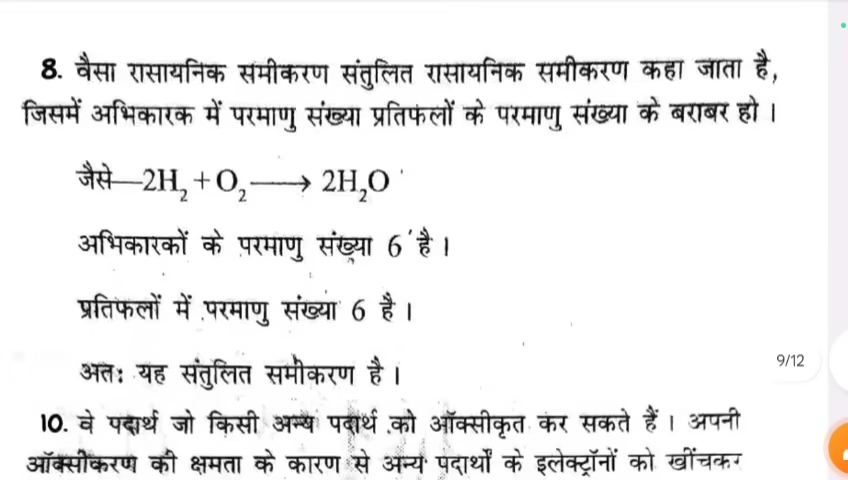 8. वैसा रासायनिक समीकरण संतुलित रासायनिक समीकरण कहा जाता है,
जिसमें अभिकारक में परमाणु संख्या प्रतिफलों के परमाणु संख्या के बराबर हो ।
जैसे—2H₂ + O₂ ⟶ 2H₂O
अभिकारकों के परमाणु संख्या 6 है ।
प्रतिफलों में परमाणु संख्या 6 है ।
अतः यह संतुलित समीकरण है ।
9/12
10. वे पदार्थ जो किसी अन्य पदार्थ को ऑक्सीकृत कर सकते हैं । अपनी
ऑक्सीकरण की क्षमता के कारण से अन्य पदार्थों के इलेक्ट्रॉनों को खींचकर